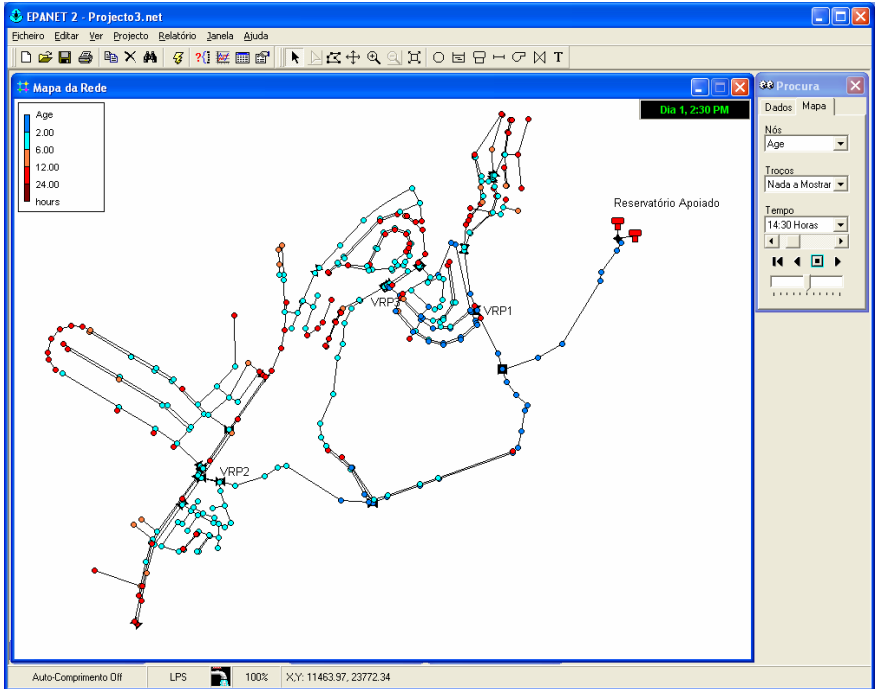 EPANET 2 - Projecto3.net
Ficheiro Editar Ver Projecto Relatório Janela Ajuda
T
Mapa da Rede
Age
2.00
6.00
12.00
24.00
hours
Dia 1, 2:30 PM
Reservatório Apoiado
VRP3
VRP1
VRP2
Procura
Dados Mapa
Nós
Age
Troços
Nada a Mostrar
Tempo
14:30 Horas
Auto-Comprimento Off LPS 100% X,Y: 11463.97, 23772.34